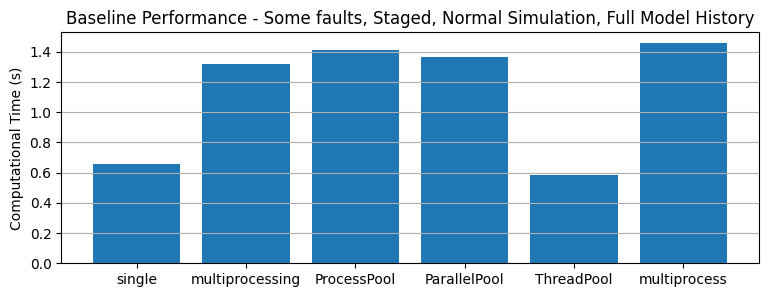 Baseline Performance - Some faults, Staged, Normal Simulation, Full Model History
Computational Time (s)
1.4
1.2
1.0
0.8
0.6
0.4
0.2
0.0
single multiprocessing ProcessPool ParallelPool ThreadPool multiprocess